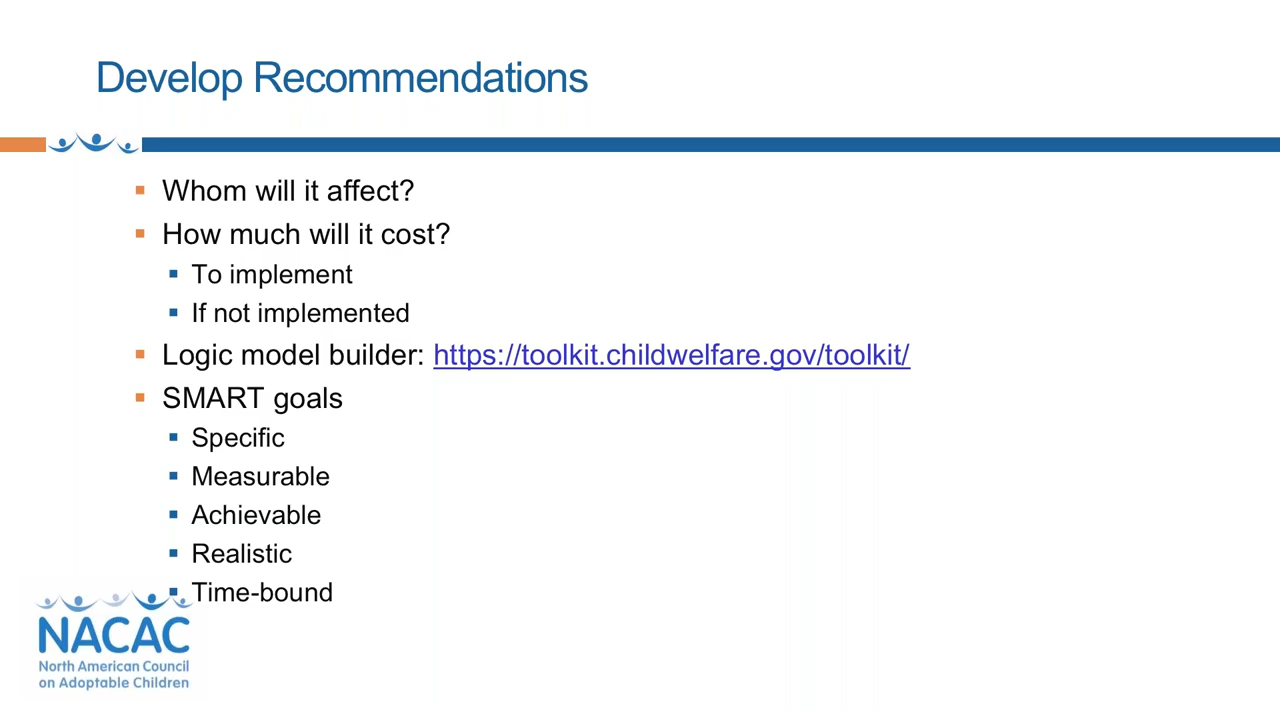 Develop Recommendations
Whom will it affect?
How much will it cost?
To implement
If not implemented
Logic model builder: https://toolkit.childwelfare.gov/toolkit/
SMART goals
Specific
Measurable
Achievable
Realistic
Time-bound
NACAC
North American Council
on Adoptable Children